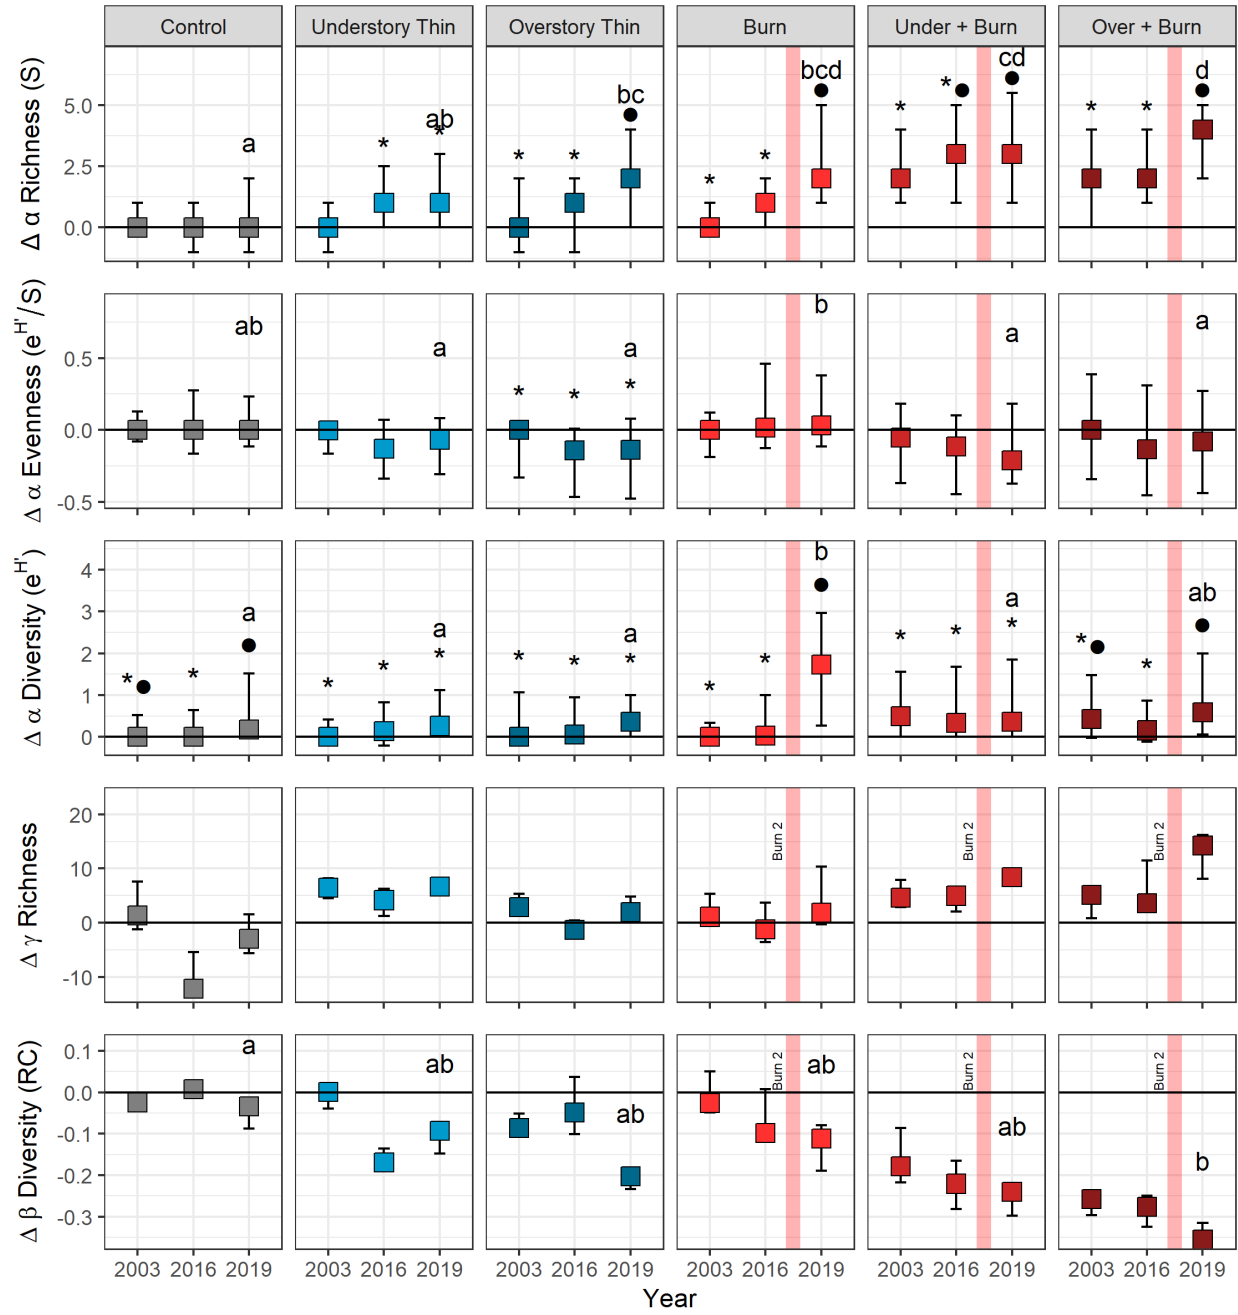 Control Understory Thin Overstory Thin Burn Under + Burn Over + Burn
Δ α Richness (S)
5.0
2.5
0.0
a
* ab *
* * bc ●
* * bcd ●
* * ● cd ●
* * d ●
Δ α Evenness (e^H'/S)
0.5
0.0
-0.5
ab
a
* * a *
b
a
a
Δ α Diversity (e^H')
4
3
2
1
0
* ● * a ●
* * a *
* * a *
* * b ●
* * a *
* ● * ab ●
Δ γ Richness
20
10
0
-10
Burn 2
Burn 2
Burn 2
Δ β Diversity (RC)
0.1
0.0
-0.1
-0.2
-0.3
a
ab
ab
Burn 2 ab
Burn 2 ab
Burn 2 b
2003 2016 2019 2003 2016 2019 2003 2016 2019 2003 2016 2019 2003 2016 2019 2003 2016 2019
Year